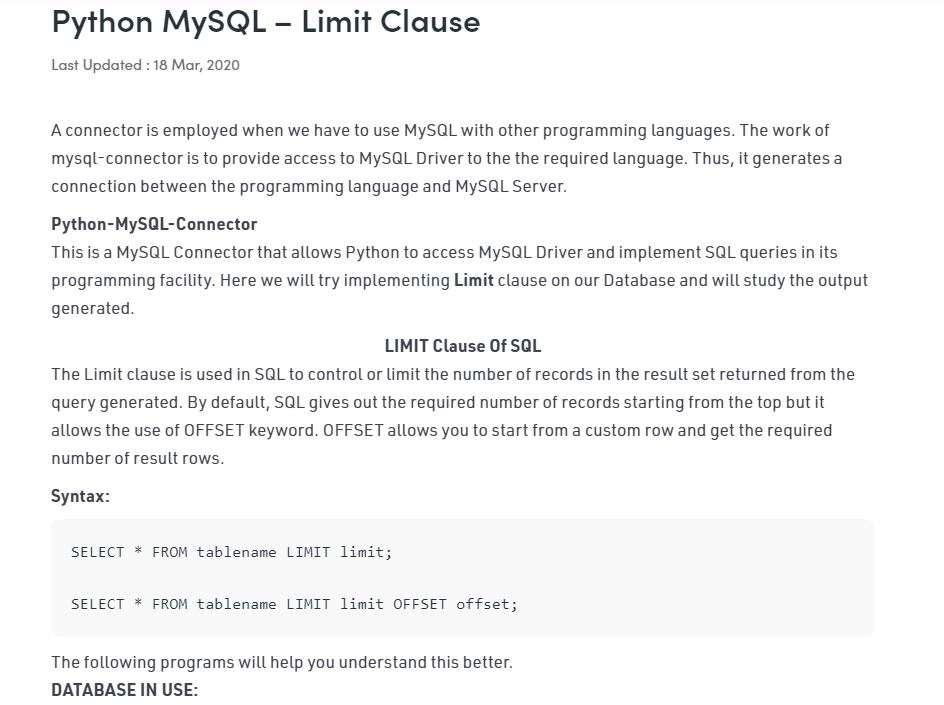 Python MySQL – Limit Clause
Last Updated : 18 Mar, 2020
A connector is employed when we have to use MySQL with other programming languages. The work of
mysql-connector is to provide access to MySQL Driver to the the required language. Thus, it generates a
connection between the programming language and MySQL Server.
Python-MySQL-Connector
This is a MySQL Connector that allows Python to access MySQL Driver and implement SQL queries in its
programming facility. Here we will try implementing Limit clause on our Database and will study the output
generated.
LIMIT Clause Of SQL
The Limit clause is used in SQL to control or limit the number of records in the result set returned from the
query generated. By default, SQL gives out the required number of records starting from the top but it
allows the use of OFFSET keyword. OFFSET allows you to start from a custom row and get the required
number of result rows.
Syntax:
SELECT * FROM tablename LIMIT limit;
SELECT * FROM tablename LIMIT limit OFFSET offset;
The following programs will help you understand this better.
DATABASE IN USE: